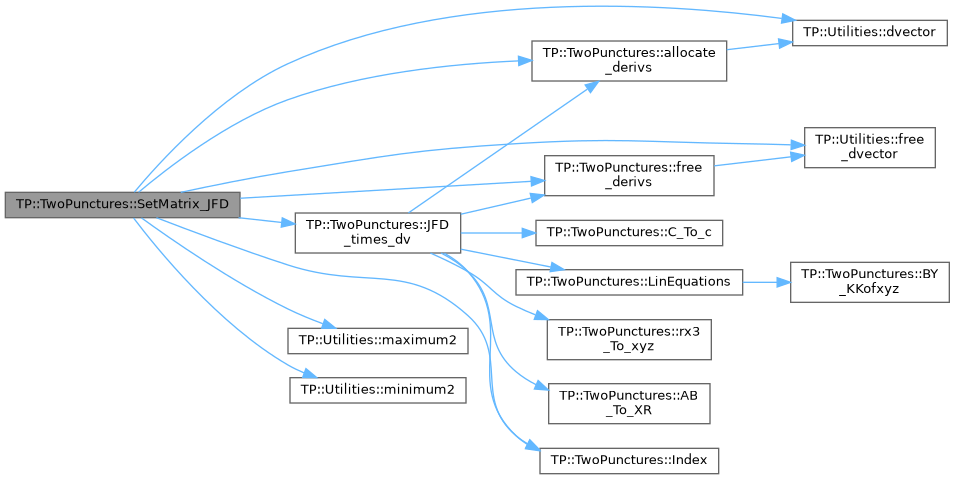 TP::Utilities::dvector
TP::TwoPunctures::allocate
_derivs
TP::Utilities::free
_dvector
TP::TwoPunctures::free
_derivs
TP::TwoPunctures::SetMatrix_JFD
TP::TwoPunctures::JFD
_times_dv
TP::TwoPunctures::C_To_c
TP::TwoPunctures::LinEquations
TP::TwoPunctures::BY
_KKofxyz
TP::TwoPunctures::rx3
_To_xyz
TP::Utilities::maximum2
TP::Utilities::minimum2
TP::TwoPunctures::AB
_To_XR
TP::TwoPunctures::Index